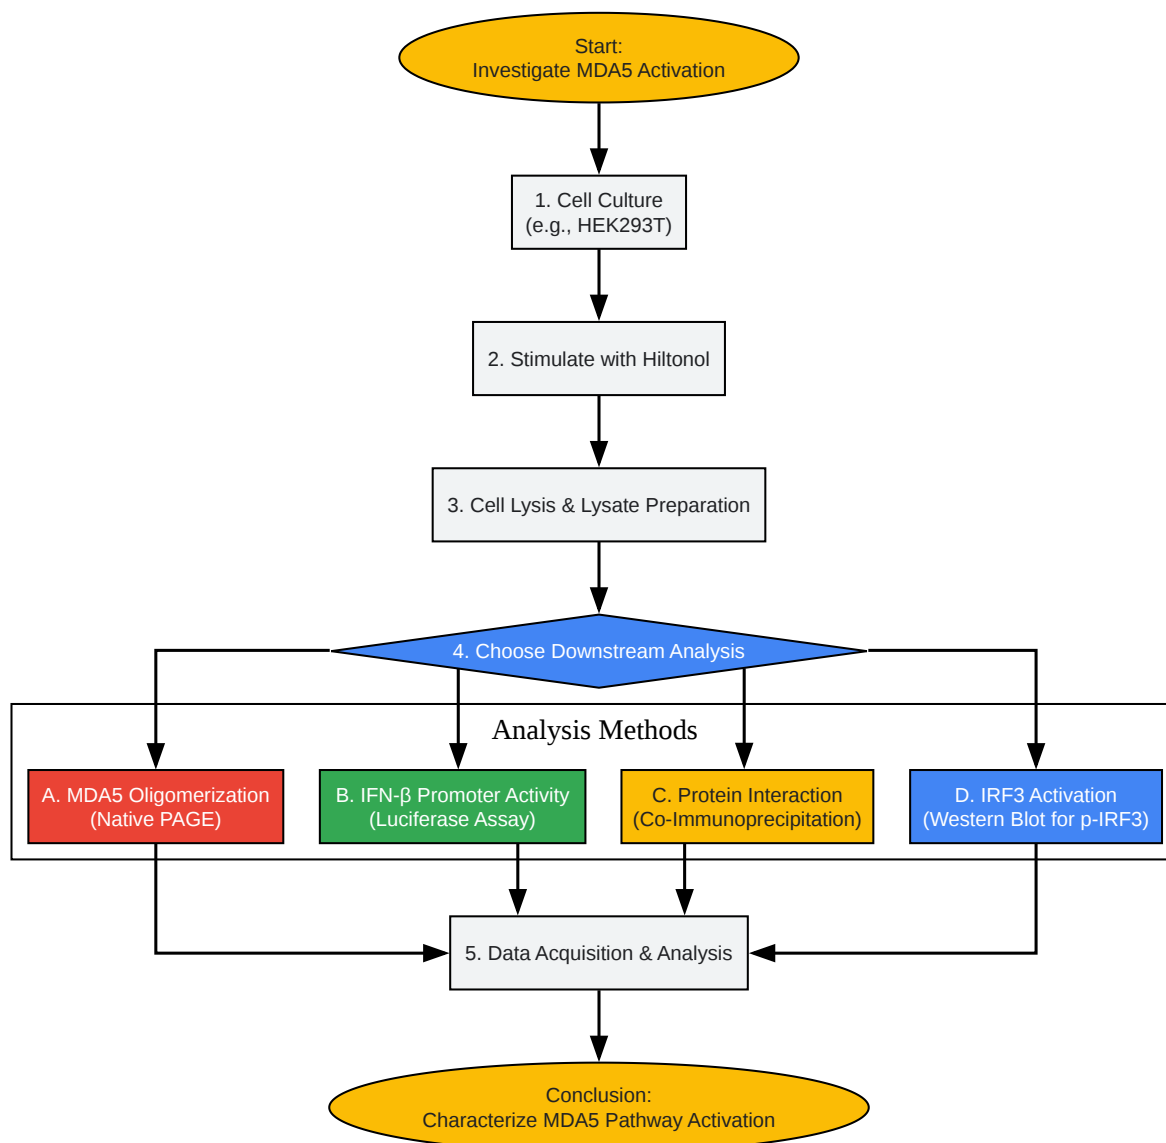 Start:
Investigate MDA5 Activation
1. Cell Culture
(e.g., HEK293T)
2. Stimulate with Hiltonol
3. Cell Lysis & Lysate Preparation
4. Choose Downstream Analysis
Analysis Methods
A. MDA5 Oligomerization
(Native PAGE)
B. IFN-β Promoter Activity
(Luciferase Assay)
C. Protein Interaction
(Co-Immunoprecipitation)
D. IRF3 Activation
(Western Blot for p-IRF3)
5. Data Acquisition & Analysis
Conclusion:
Characterize MDA5 Pathway Activation